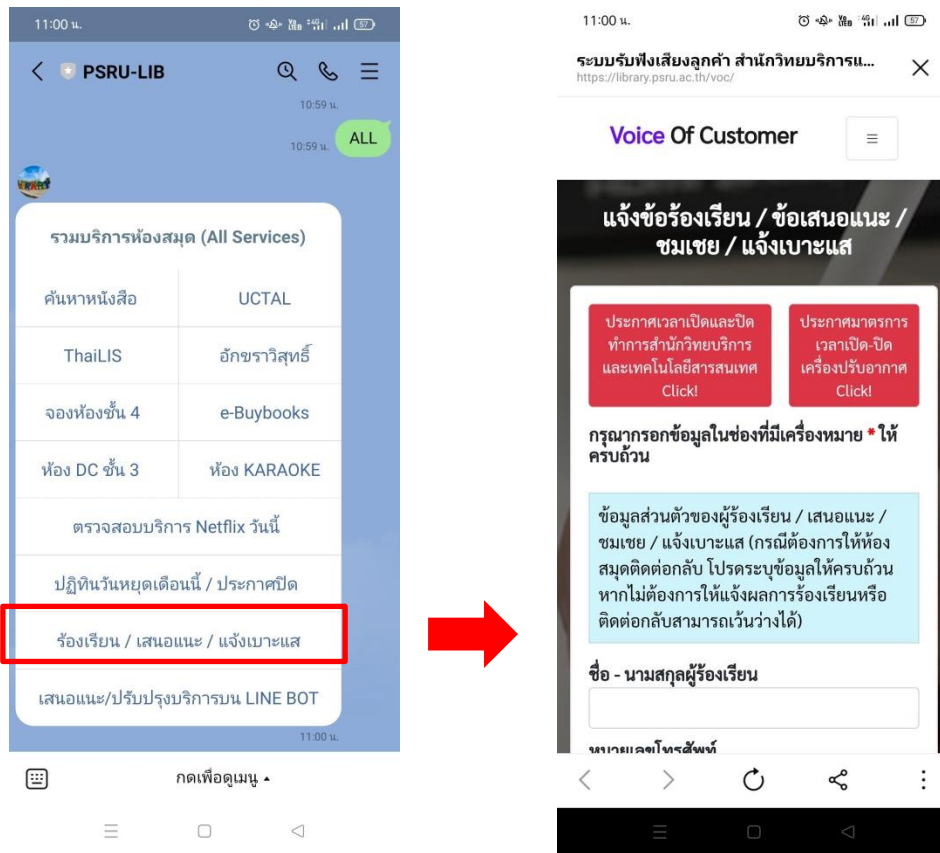 11:00 น.
57
PSRU-LIB
10:59 น.
10:59 น.
ALL
รวมบริการห้องสมุด (All Services)
ค้นหาหนังสือ
UCTAL
ThaiLIS
อักขราวิสุทธิ์
จองห้องชั้น 4
e-Buybooks
ห้อง DC ชั้น 3
ห้อง KARAOKE
ตรวจสอบบริการ Netflix วันนี้
ปฏิทินวันหยุดเดือนนี้ / ประกาศปิด
ร้องเรียน / เสนอแนะ / แจ้งเบาะแส
เสนอแนะ/ปรับปรุงบริการบน LINE BOT
11:00 น.
กดเพื่อดูเมนู
11:00 น.
57
ระบบรับฟังเสียงลูกค้า สำนักวิทยบริการแ...
https://library.psru.ac.th/voc/
Voice Of Customer
แจ้งข้อร้องเรียน / ข้อเสนอแนะ /
ชมเชย / แจ้งเบาะแส
ประกาศเวลาเปิดและปิด
ทำการสำนักวิทยบริการ
และเทคโนโลยีสารสนเทศ
Click!
ประกาศมาตรการ
เวลาเปิด-ปิด
เครื่องปรับอากาศ
Click!
กรุณากรอกข้อมูลในช่องที่มีเครื่องหมาย * ให้
ครบถ้วน
ข้อมูลส่วนตัวของผู้ร้องเรียน / เสนอแนะ /
ชมเชย / แจ้งเบาะแส (กรณีต้องการให้ห้อง
สมุดติดต่อกลับ โปรดระบุข้อมูลให้ครบถ้วน
หากไม่ต้องการให้แจ้งผลการร้องเรียนหรือ
ติดต่อกลับสามารถเว้นว่างได้)
ชื่อ - นามสกุลผู้ร้องเรียน
หมายเลขโทรศัพท์